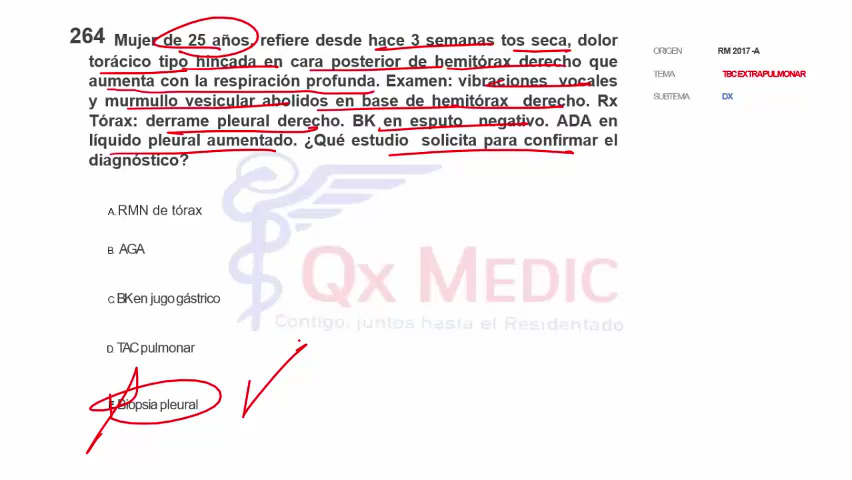 264 Mujer de 25 años, refiere desde hace 3 semanas tos seca, dolor
torácico tipo hincada en cara posterior de hemitórax derecho que
aumenta con la respiración profunda. Examen: vibraciones vocales
y murmullo vesicular abolidos en base de hemitórax derecho. Rx
Tórax: derrame pleural derecho. BK en esputo negativo. ADA en
líquido pleural aumentado. ¿Qué estudio solicita para confirmar el
diagnóstico?
A. RMN de tórax
B. AGA
C. BK en jugo gástrico
D. TAC pulmonar
E. Biopsia pleural
ORIGEN RM 2017 -A
TEMA TBC EXTRAPULMONAR
SUBTEMA DX
Qx MEDIC
Contigo, juntos hasta el Residentado